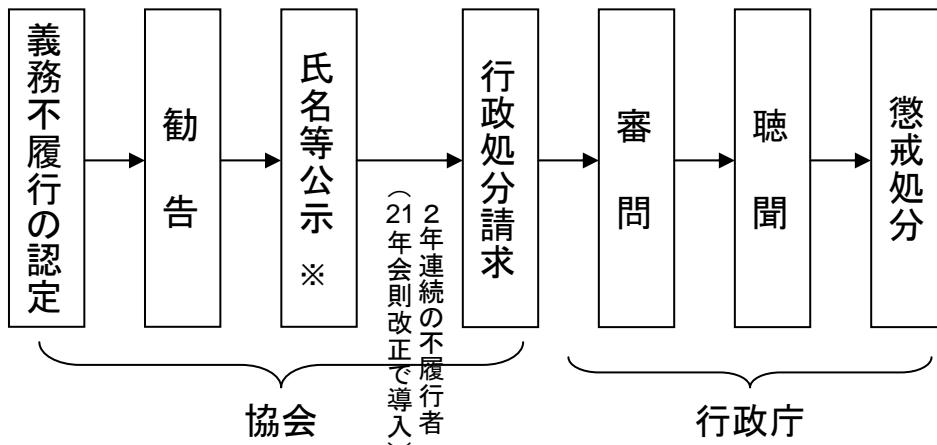 義務不履行の認定
勧告
氏名等公示 ※
2年連続の不履行者
（21年会則改正で導入）
行政処分請求
審問
聴聞
懲戒処分
協会
行政庁